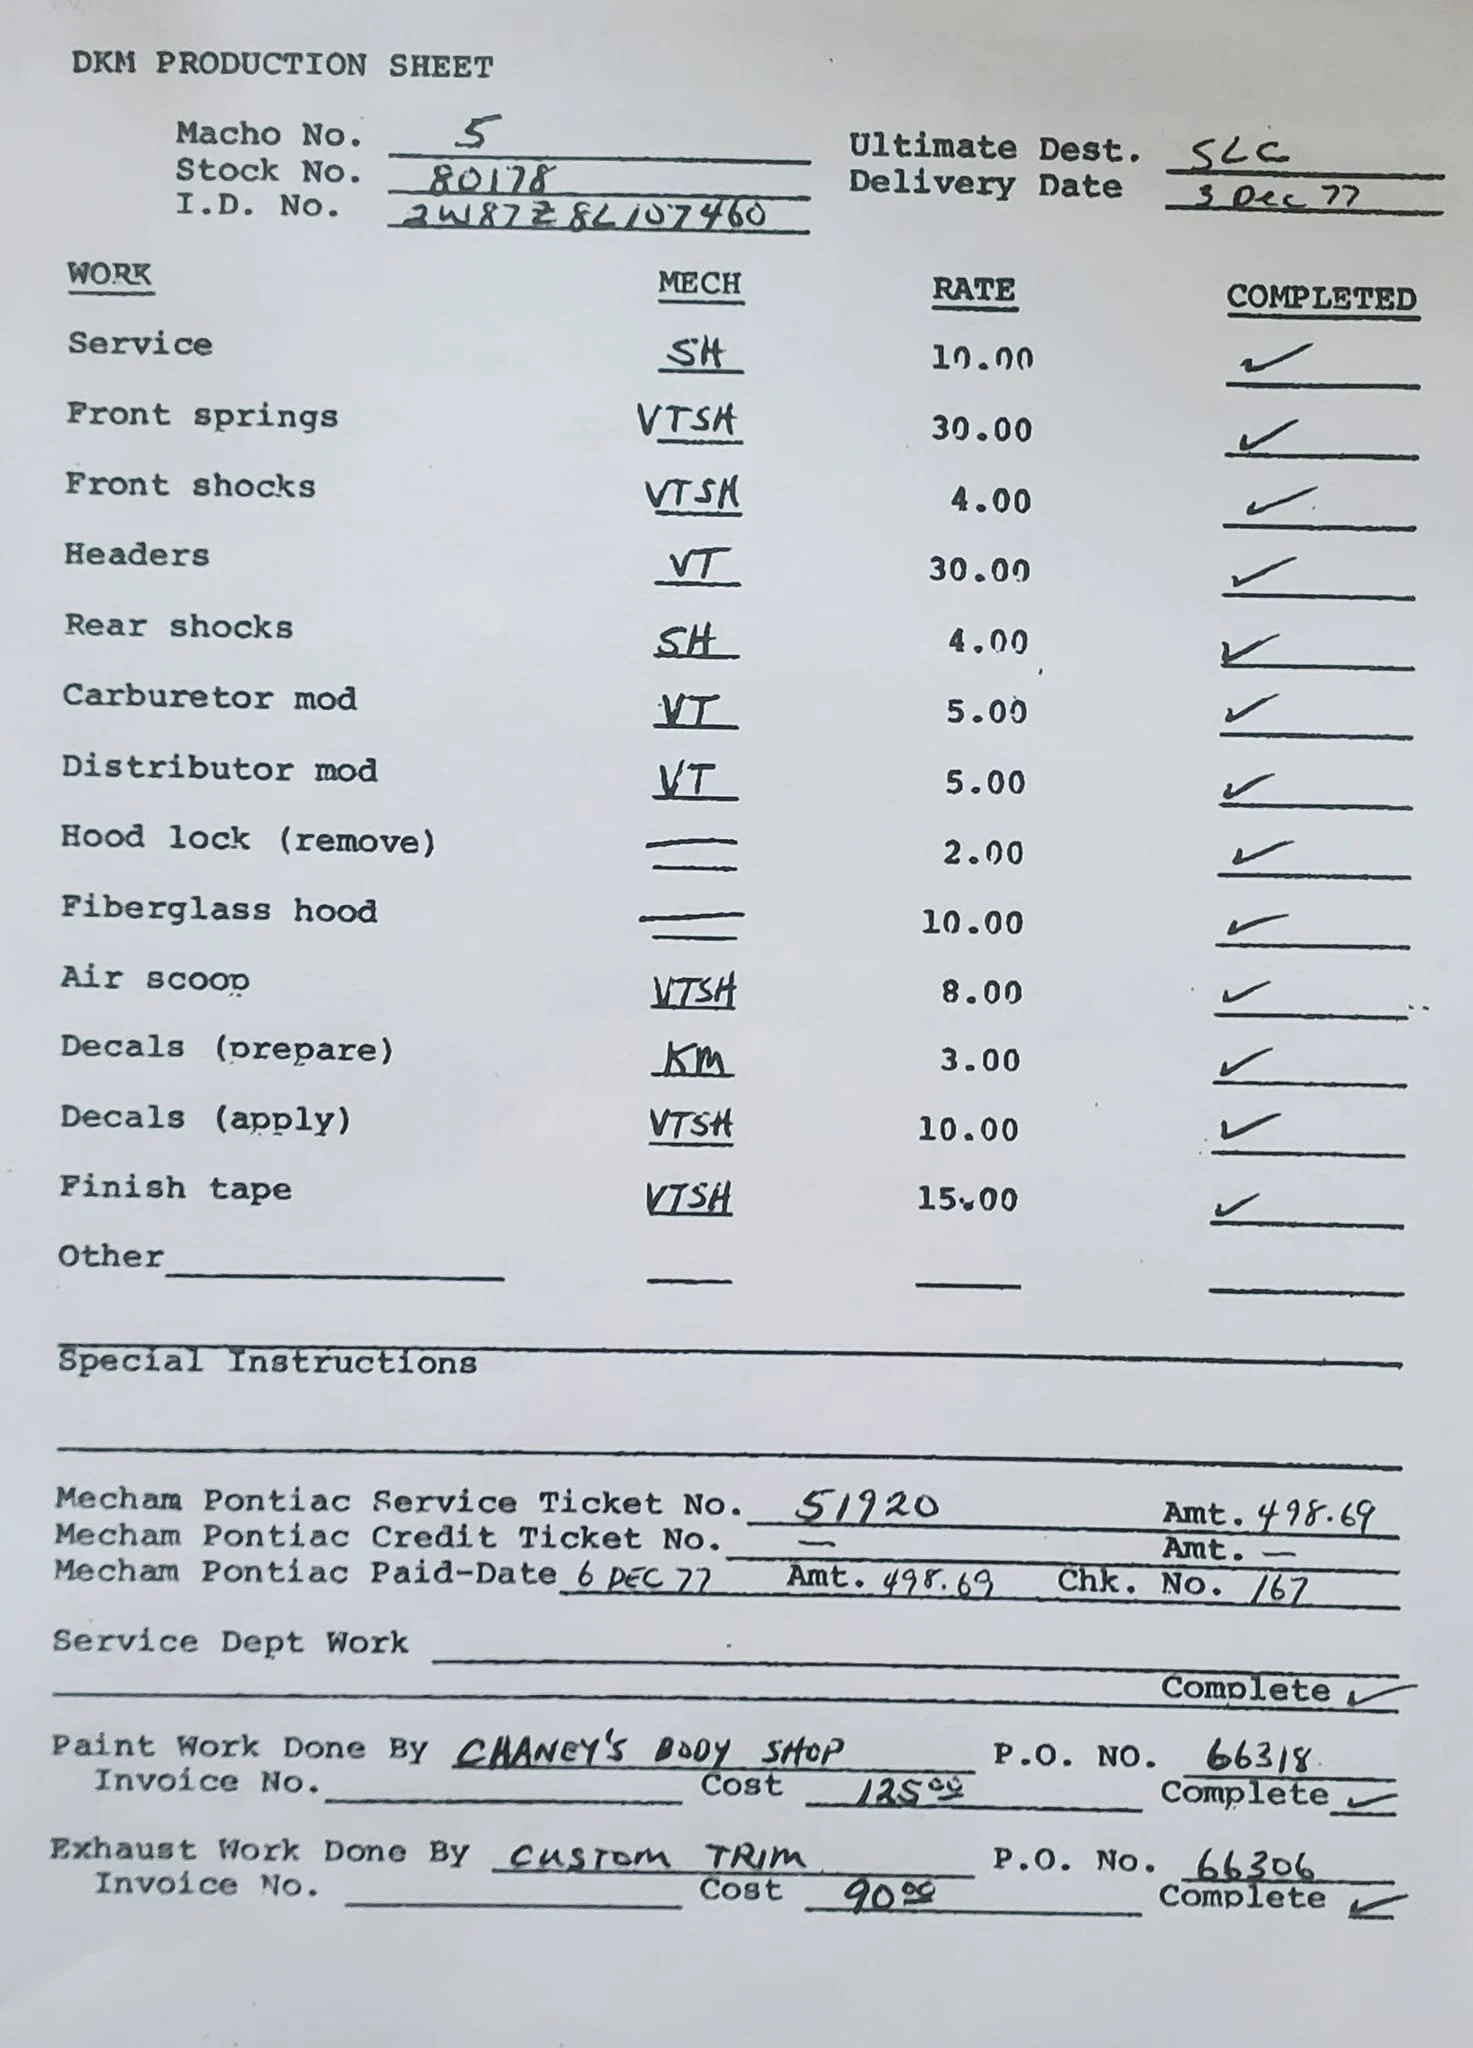 DKM PRODUCTION SHEET
Macho No. 5
Stock No. 80178
I.D. No. 2W87Z8L107460
Ultimate Dest. SLC
Delivery Date 3 Dec 77
WORK MECH RATE COMPLETED
Service SH 10.00 ✓
Front springs VTSH 30.00 ✓
Front shocks VTSH 4.00 ✓
Headers VT 30.00 ✓
Rear shocks SH 4.00 ✓
Carburetor mod VT 5.00 ✓
Distributor mod VT 5.00 ✓
Hood lock (remove) — 2.00 ✓
Fiberglass hood — 10.00 ✓
Air scoop VTSH 8.00 ✓
Decals (prepare) KM 3.00 ✓
Decals (apply) VTSH 10.00 ✓
Finish tape VTSH 15.00 ✓
Other
Special Instructions
Mecham Pontiac Service Ticket No. 51920 Amt. 498.69
Mecham Pontiac Credit Ticket No. — Amt. —
Mecham Pontiac Paid-Date 6 DEC 77 Amt. 498.69 Chk. No. 167
Service Dept Work
Complete ✓
Paint Work Done By CHANEY'S BODY SHOP P.O. NO. 66318
Invoice No. Cost 125.00 Complete ✓
Exhaust Work Done By CUSTOM TRIM P.O. No. 66306
Invoice No. Cost 90.00 Complete ✓